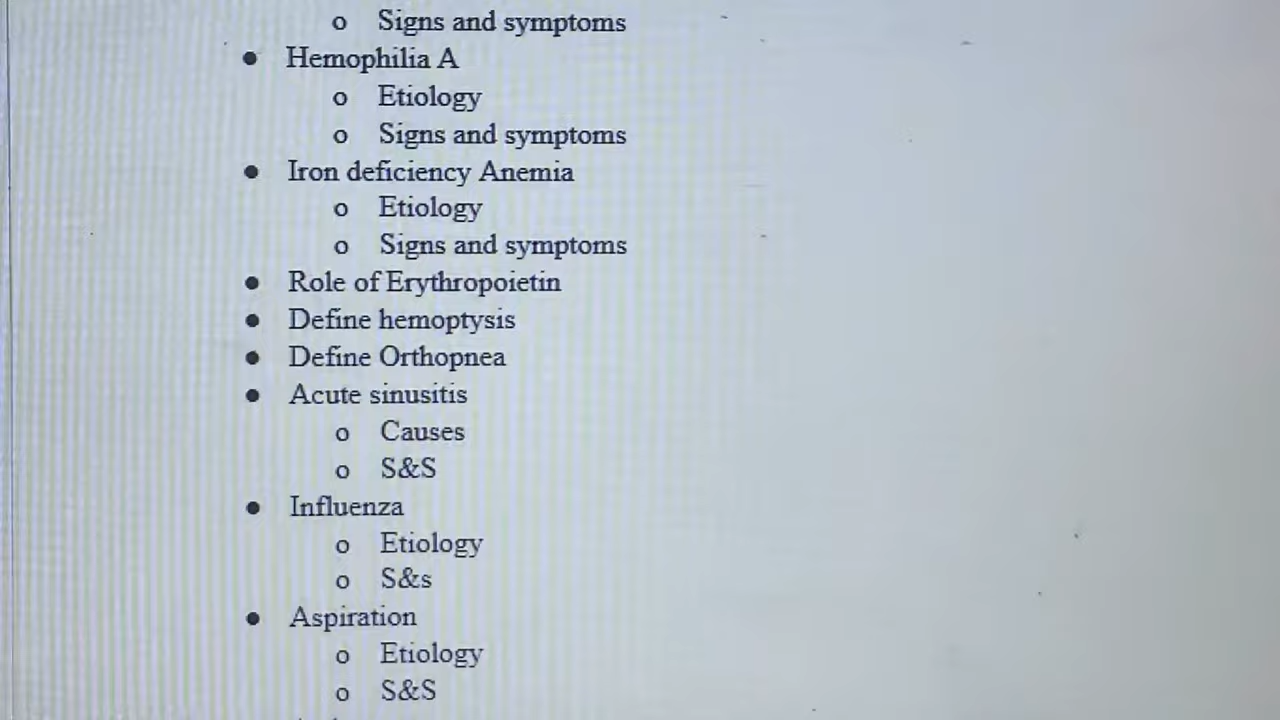 o Signs and symptoms
● Hemophilia A
o Etiology
o Signs and symptoms
● Iron deficiency Anemia
o Etiology
o Signs and symptoms
● Role of Erythropoietin
● Define hemoptysis
● Define Orthopnea
● Acute sinusitis
o Causes
o S&S
● Influenza
o Etiology
o S&s
● Aspiration
o Etiology
o S&S